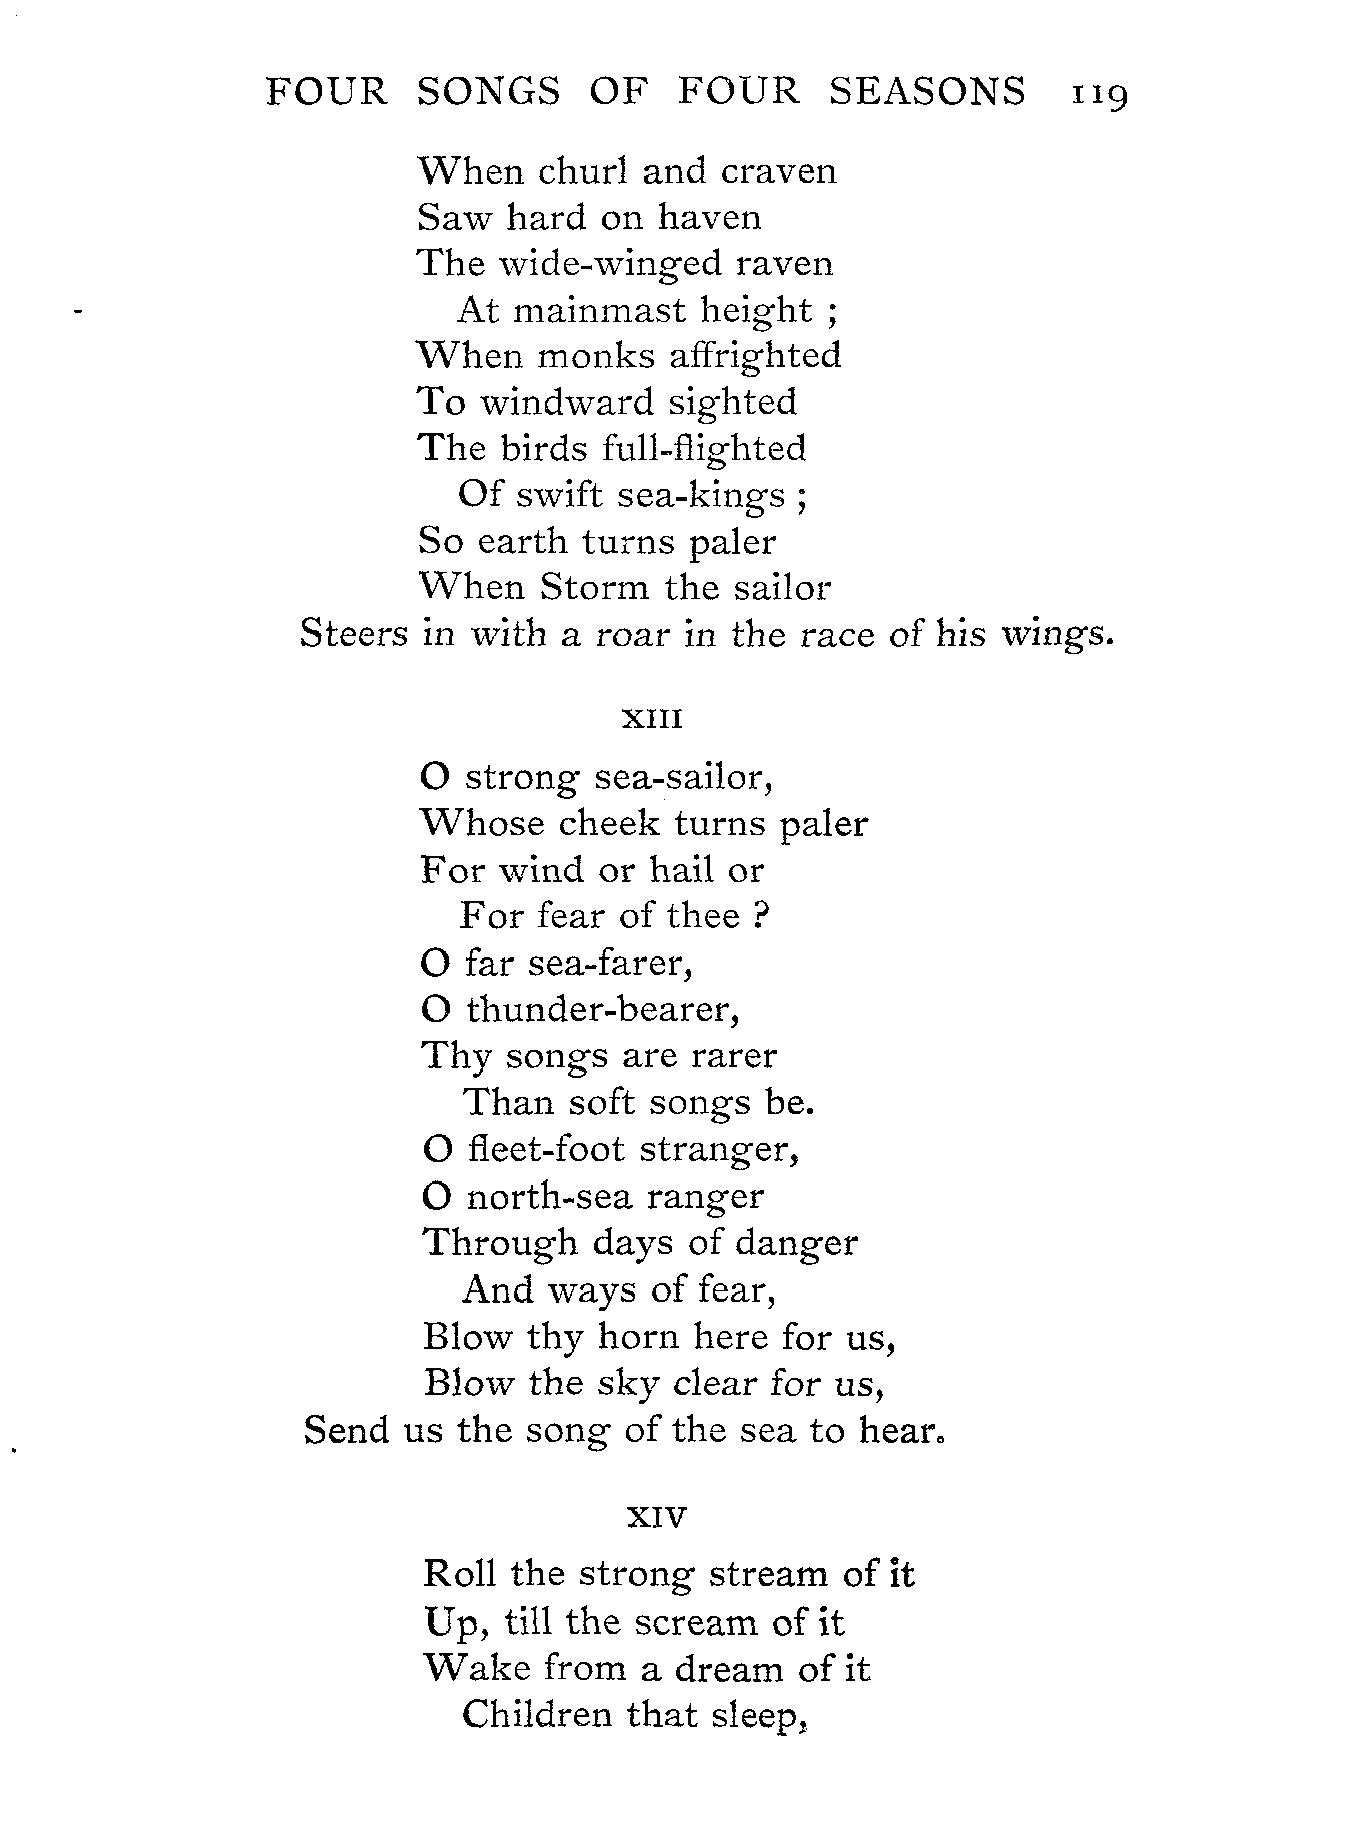 FOUR SONGS OF FOUR SEASONS 119
When churl and craven
Saw hard on haven
The wide-winged raven
At mainmast height ;
When monks affrighted
To windward sighted
The birds full-flighted
Of swift sea-kings ;
So earth turns paler
When Storm the sailor
Steers in with a roar in the race of his wings.
XIII
O strong sea-sailor,
Whose cheek turns paler
For wind or hail or
For fear of thee ?
O far sea-farer,
O thunder-bearer,
Thy songs are rarer
Than soft songs be.
O fleet-foot stranger,
O north-sea ranger
Through days of danger
And ways of fear,
Blow thy horn here for us,
Blow the sky clear for us,
Send us the song of the sea to hear.
XIV
Roll the strong stream of it
Up, till the scream of it
Wake from a dream of it
Children that sleep,